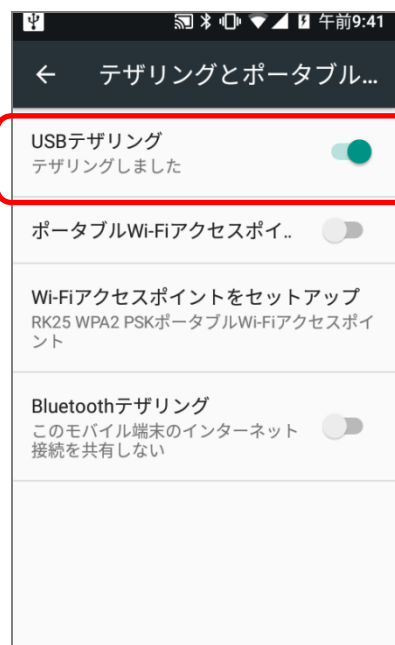 午前9:41
テザリングとポータブル...
USBテザリング
テザリングしました
ポータブルWi-Fiアクセスポイ..
Wi-Fiアクセスポイントをセットアップ
RK25 WPA2 PSKポータブルWi-Fiアクセスポイ
ント
Bluetoothテザリング
このモバイル端末のインターネット
接続を共有しない